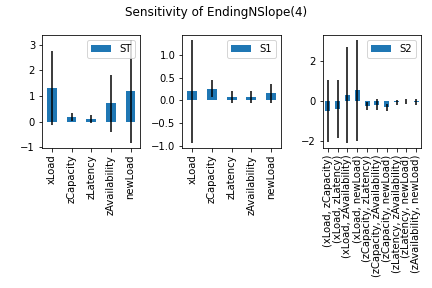 Sensitivity of EndingNSlope(4)
ST
3
2
1
0
−1
xLoad
zCapacity
zLatency
zAvailability
newLoad
S1
1.0
0.5
0.0
−0.5
−1.0
xLoad
zCapacity
zLatency
zAvailability
newLoad
S2
2
0
−2
(xLoad, zCapacity)
(xLoad, zLatency)
(xLoad, zAvailability)
(xLoad, newLoad)
(zCapacity, zLatency)
(zCapacity, zAvailability)
(zCapacity, newLoad)
(zLatency, zAvailability)
(zLatency, newLoad)
(zAvailability, newLoad)